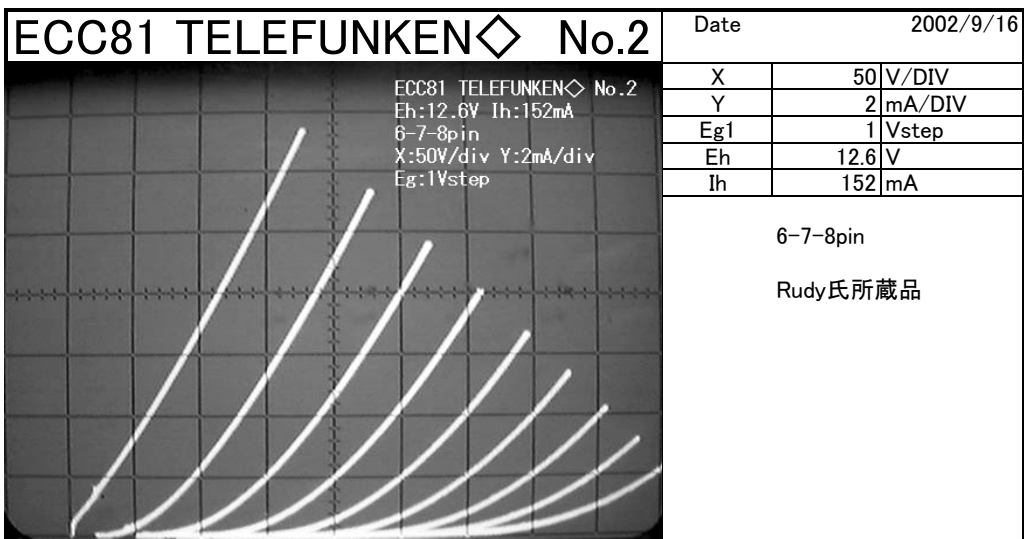 ECC81 TELEFUNKEN◇ No.2
Date 2002/9/16
ECC81 TELEFUNKEN◇ No.2
Eh:12.6V Ih:152mA
6-7-8pin
X:50V/div Y:2mA/div
Eg:1Vstep
X 50 V/DIV
Y 2 mA/DIV
Eg1 1 Vstep
Eh 12.6 V
Ih 152 mA
6-7-8pin
Rudy氏所蔵品